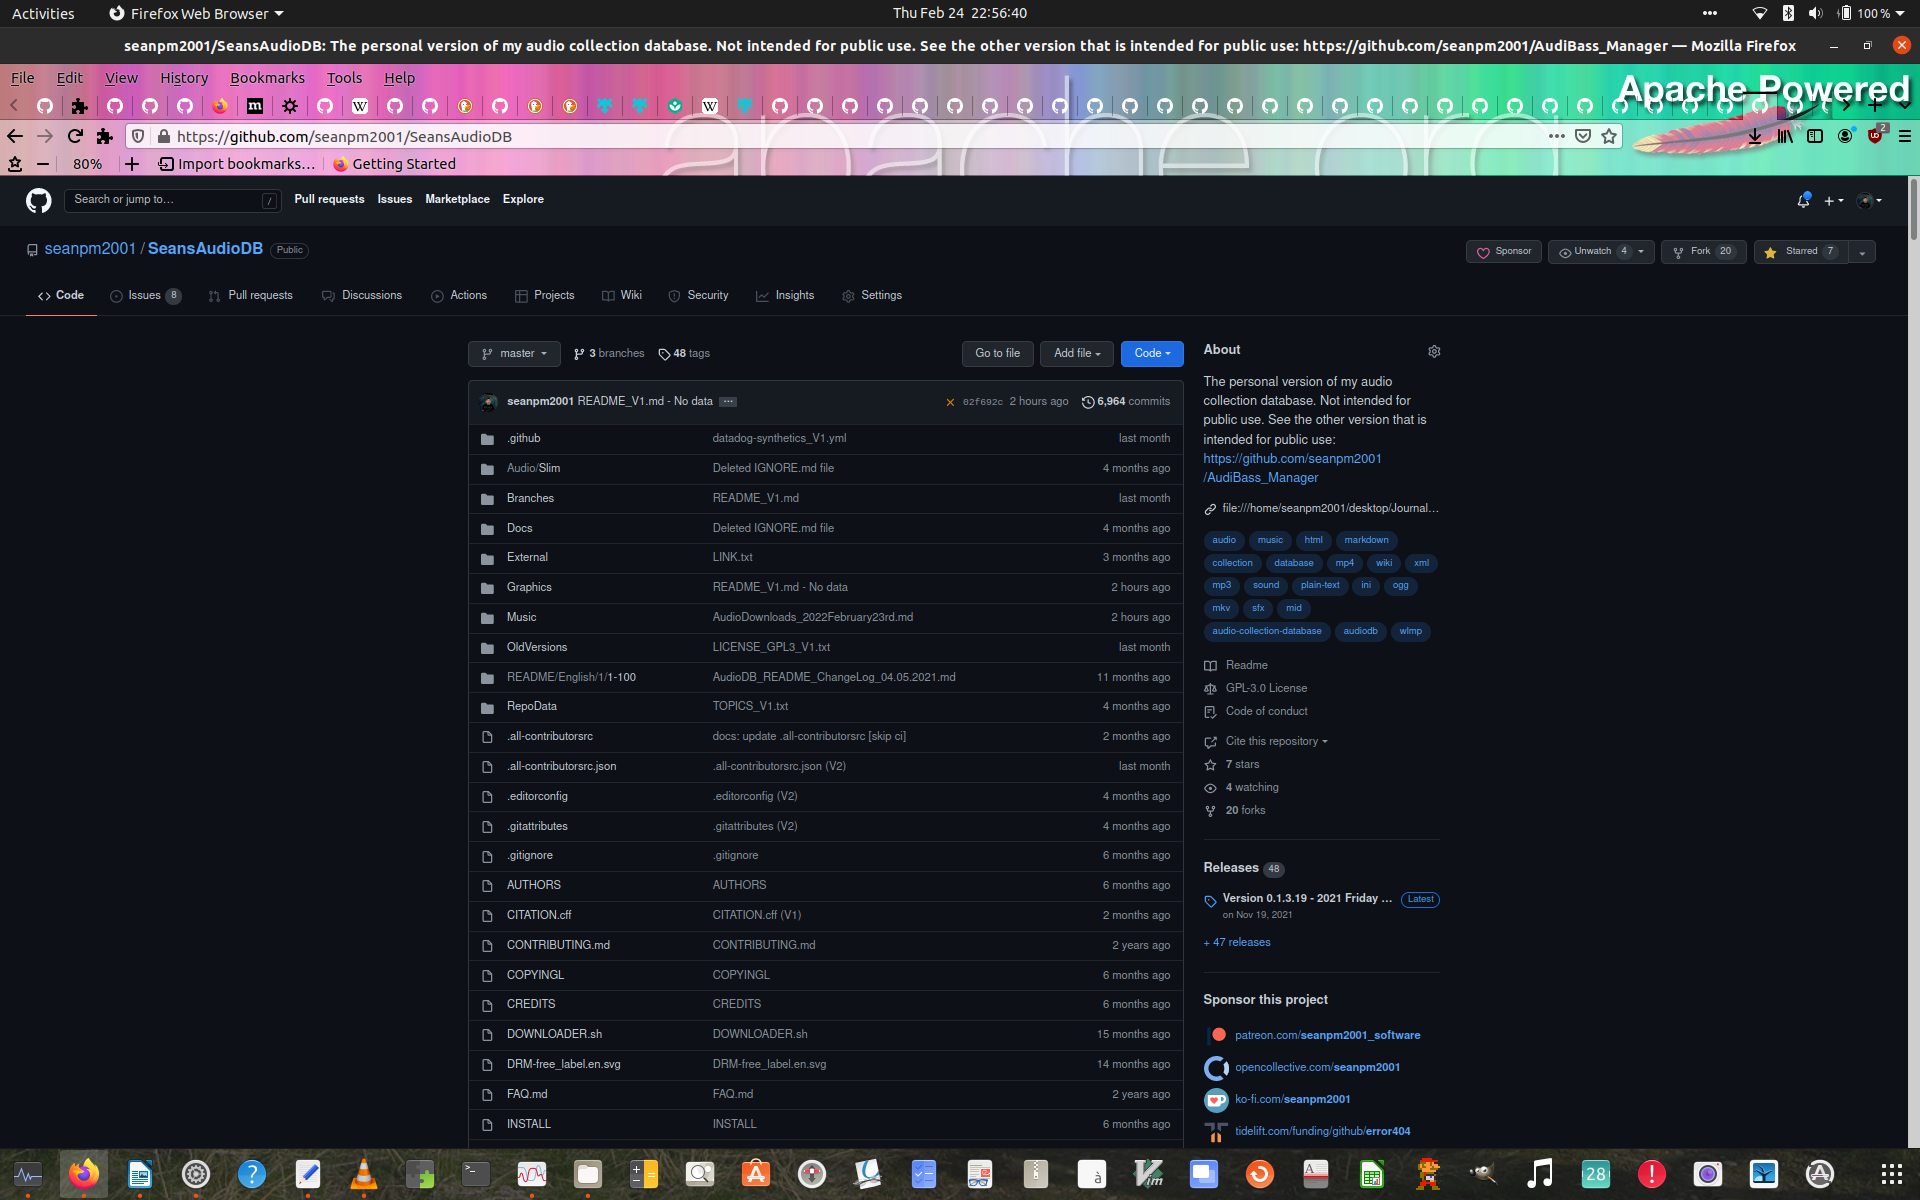 Activities Firefox Web Browser Thu Feb 24 22:56:40 100 %
seanpm2001/SeansAudioDB: The personal version of my audio collection database. Not intended for public use. See the other version that is intended for public use: https://github.com/seanpm2001/AudiBass_Manager — Mozilla Firefox
File Edit View History Bookmarks Tools Help
Apache Powered
https://github.com/seanpm2001/SeansAudioDB
80% Import bookmarks… Getting Started
Search or jump to… / Pull requests Issues Marketplace Explore
seanpm2001 / SeansAudioDB Public Sponsor Unwatch 4 Fork 20 Starred 7
Code Issues 8 Pull requests Discussions Actions Projects Wiki Security Insights Settings
master 3 branches 48 tags Go to file Add file Code
seanpm2001 README_V1.md - No data 02f692c 2 hours ago 6,964 commits
.github datadog-synthetics_V1.yml last month
Audio/Slim Deleted IGNORE.md file 4 months ago
Branches README_V1.md last month
Docs Deleted IGNORE.md file 4 months ago
External LINK.txt 3 months ago
Graphics README_V1.md - No data 2 hours ago
Music AudioDownloads_2022February23rd.md 2 hours ago
OldVersions LICENSE_GPL3_V1.txt last month
README/English/1/1-100 AudioDB_README_ChangeLog_04.05.2021.md 11 months ago
RepoData TOPICS_V1.txt 4 months ago
.all-contributorsrc docs: update .all-contributorsrc [skip ci] 2 months ago
.all-contributorsrc.json .all-contributorsrc.json (V2) last month
.editorconfig .editorconfig (V2) 4 months ago
.gitattributes .gitattributes (V2) 4 months ago
.gitignore .gitignore 6 months ago
AUTHORS AUTHORS 6 months ago
CITATION.cff CITATION.cff (V1) 2 months ago
CONTRIBUTING.md CONTRIBUTING.md 2 years ago
COPYINGL COPYINGL 6 months ago
CREDITS CREDITS 6 months ago
DOWNLOADER.sh DOWNLOADER.sh 15 months ago
DRM-free_label.en.svg DRM-free_label.en.svg 14 months ago
FAQ.md FAQ.md 2 years ago
INSTALL INSTALL 6 months ago
About
The personal version of my audio
collection database. Not intended for
public use. See the other version that is
intended for public use:
https://github.com/seanpm2001
/AudiBass_Manager
file:///home/seanpm2001/desktop/Journal…
audio music html markdown
collection database mp4 wiki xml
mp3 sound plain-text ini ogg
mkv sfx mid
audio-collection-database audiodb wlmp
Readme
GPL-3.0 License
Code of conduct
Cite this repository
7 stars
4 watching
20 forks
Releases 48
Version 0.1.3.19 - 2021 Friday ... Latest
on Nov 19, 2021
+ 47 releases
Sponsor this project
patreon.com/seanpm2001_software
opencollective.com/seanpm2001
ko-fi.com/seanpm2001
tidelift.com/funding/github/error404
28